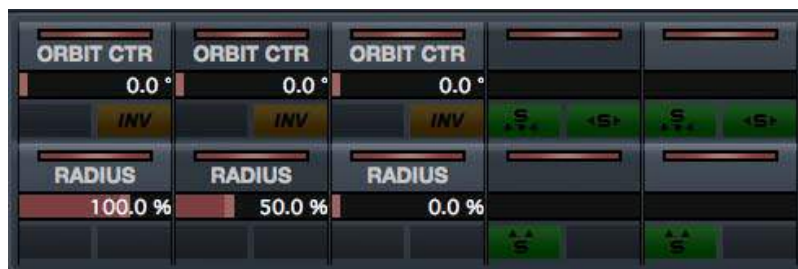 ORBIT CTR ORBIT CTR ORBIT CTR
0.0 ° 0.0 ° 0.0 °
INV INV INV S S S S
RADIUS RADIUS RADIUS
100.0 % 50.0 % 0.0 %
S S